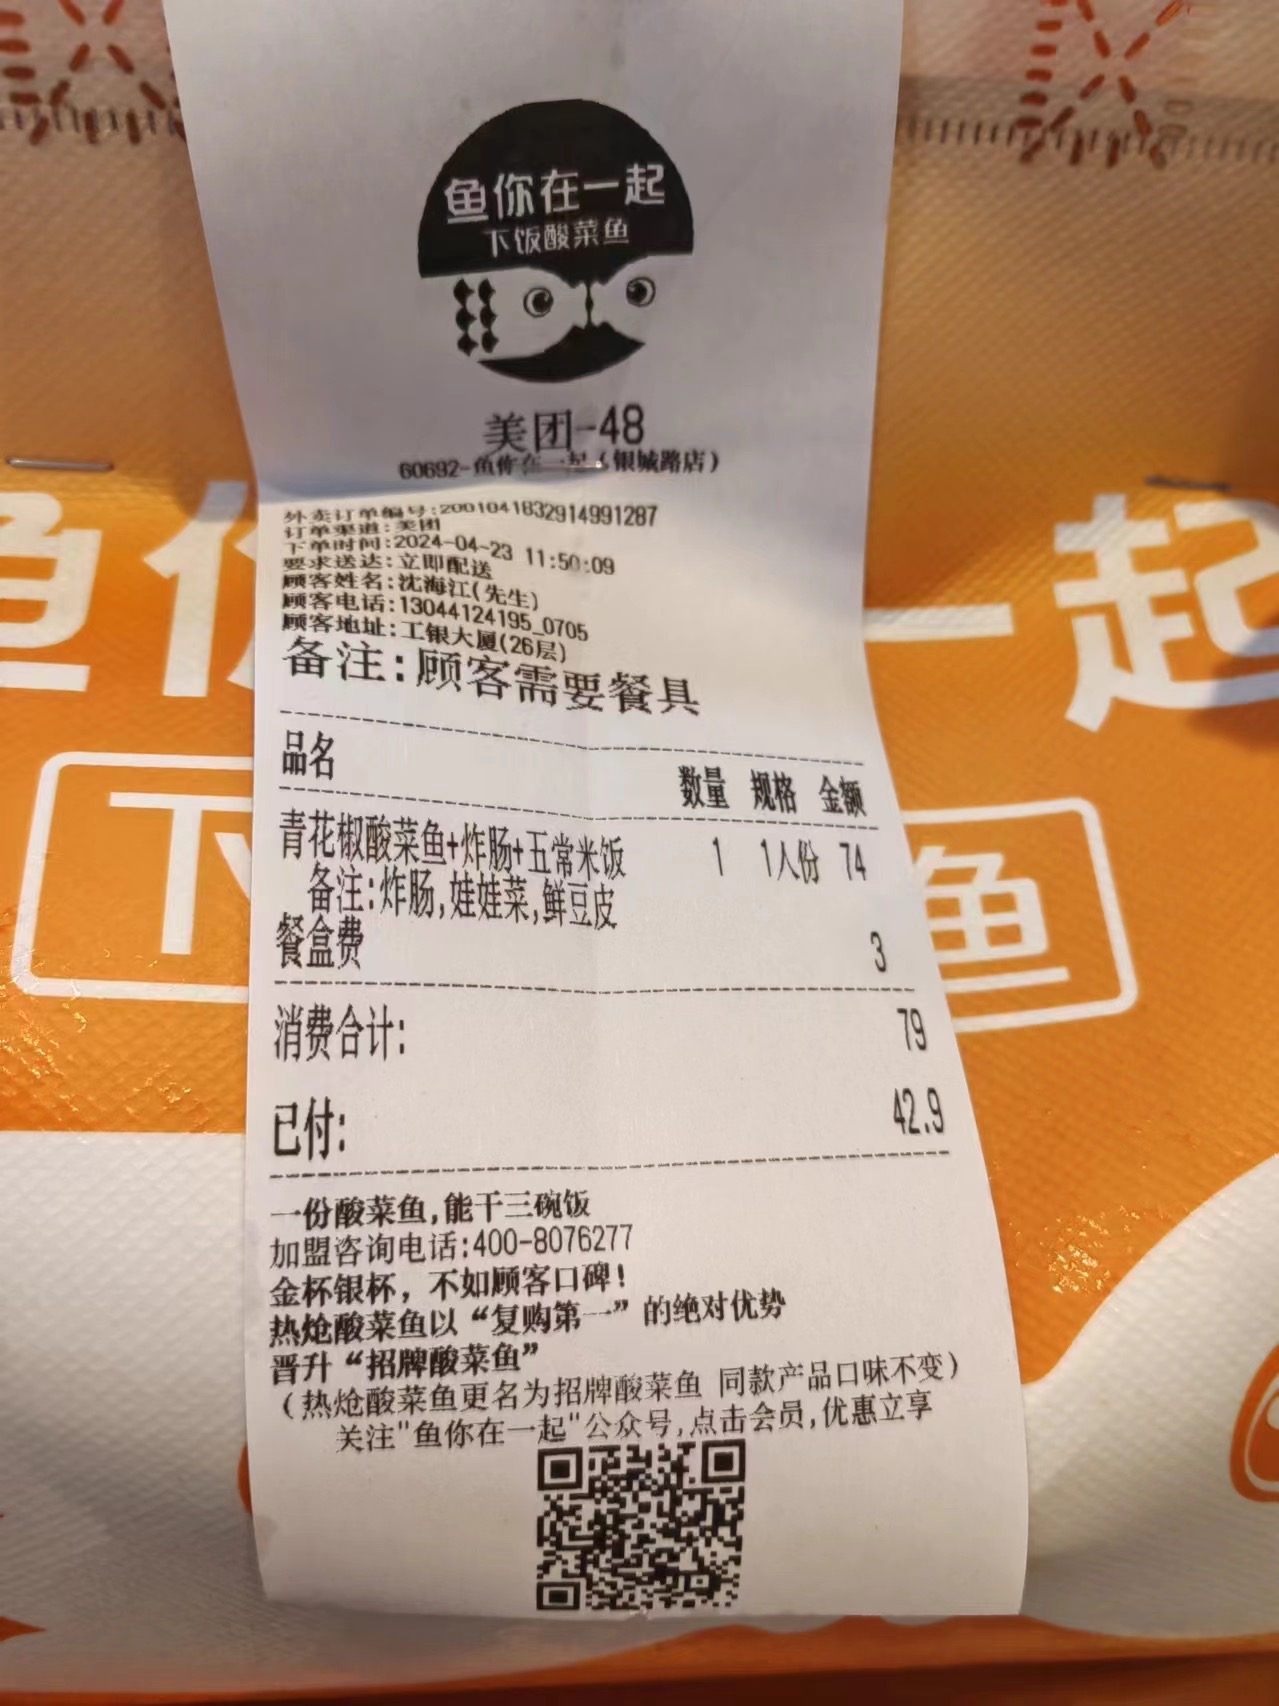 鱼你在一起
下饭酸菜鱼
美团-48
60692-鱼你在一起(银城路店)
外卖订单编号:2001041832914991287
订单渠道:美团
下单时间:2024-04-23 11:50:09
要求送达:立即配送
顾客姓名:沈海江(先生)
顾客电话:13044124195_0705
顾客地址:工银大厦(26层)
备注:顾客需要餐具
品名 数量 规格 金额
青花椒酸菜鱼+炸肠+五常米饭 1 1人份 74
备注:炸肠,娃娃菜,鲜豆皮
餐盒费 3
消费合计: 79
已付: 42.9
一份酸菜鱼,能干三碗饭
加盟咨询电话:400-8076277
金杯银杯，不如顾客口碑！
热炝酸菜鱼以“复购第一”的绝对优势
晋升“招牌酸菜鱼”
(热炝酸菜鱼更名为招牌酸菜鱼 同款产品口味不变)
关注"鱼你在一起"公众号,点击会员,优惠立享
鱼你 一起
下 鱼